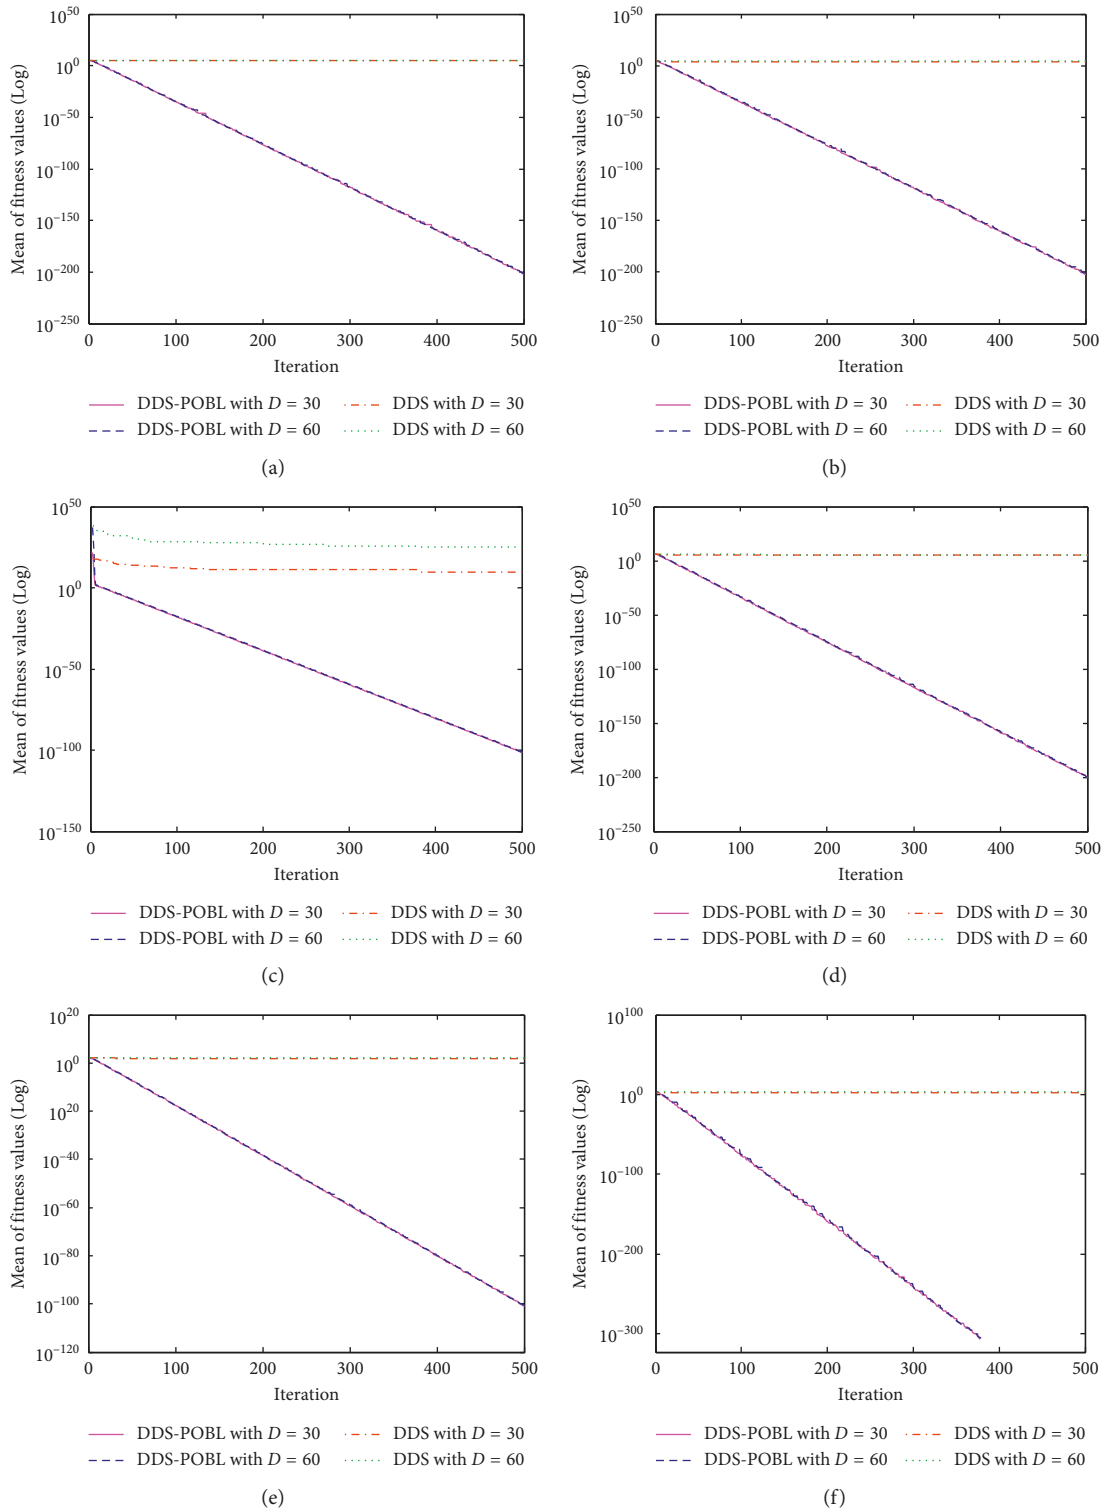 Mean of fitness values (Log)
10^50
10^0
10^−50
10^−100
10^−150
10^−200
10^−250
0 100 200 300 400 500
Iteration
DDS-POBL with D = 30
DDS-POBL with D = 60
DDS with D = 30
DDS with D = 60
(a)
Mean of fitness values (Log)
10^50
10^0
10^−50
10^−100
10^−150
10^−200
10^−250
0 100 200 300 400 500
Iteration
DDS-POBL with D = 30
DDS-POBL with D = 60
DDS with D = 30
DDS with D = 60
(b)
Mean of fitness values (Log)
10^50
10^0
10^−50
10^−100
10^−150
0 100 200 300 400 500
Iteration
DDS-POBL with D = 30
DDS-POBL with D = 60
DDS with D = 30
DDS with D = 60
(c)
Mean of fitness values (Log)
10^50
10^0
10^−50
10^−100
10^−150
10^−200
10^−250
0 100 200 300 400 500
Iteration
DDS-POBL with D = 30
DDS-POBL with D = 60
DDS with D = 30
DDS with D = 60
(d)
Mean of fitness values (Log)
10^20
10^0
10^20
10^−40
10^−60
10^−80
10^−100
10^−120
0 100 200 300 400 500
Iteration
DDS-POBL with D = 30
DDS-POBL with D = 60
DDS with D = 30
DDS with D = 60
(e)
Mean of fitness values (Log)
10^100
10^0
10^−100
10^−200
10^−300
0 100 200 300 400 500
Iteration
DDS-POBL with D = 30
DDS-POBL with D = 60
DDS with D = 30
DDS with D = 60
(f)